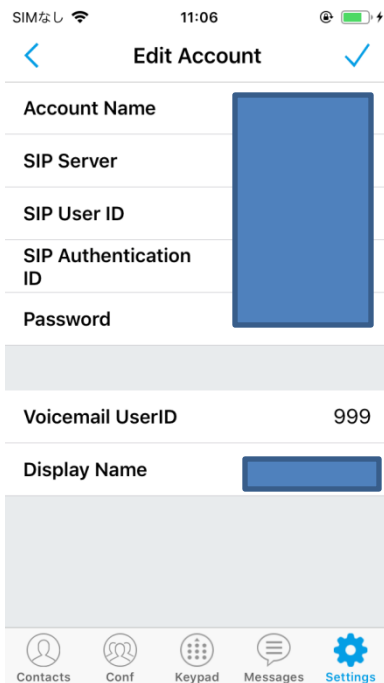 SIMなし 11:06
Edit Account
Account Name
SIP Server
SIP User ID
SIP Authentication
ID
Password
Voicemail UserID 999
Display Name
Contacts Conf Keypad Messages Settings